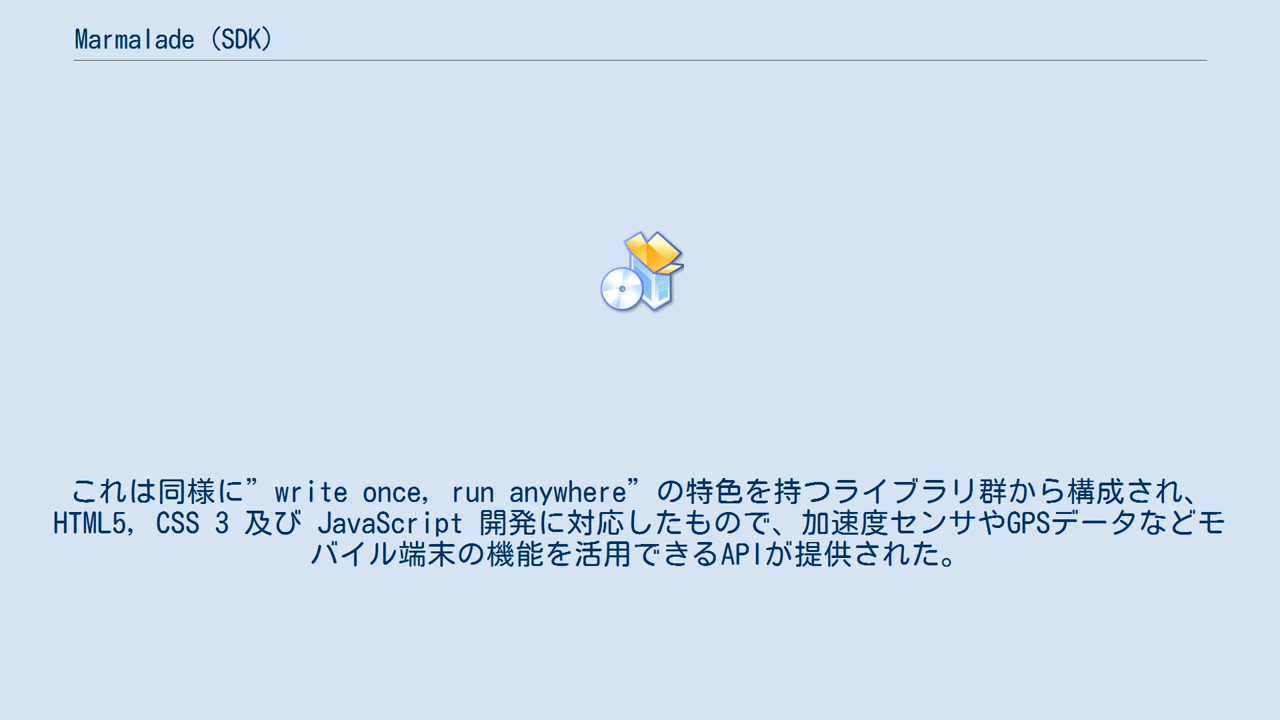 Marmalade (SDK)
これは同様に”write once, run anywhere”の特色を持つライブラリ群から構成され、
HTML5, CSS 3 及び JavaScript 開発に対応したもので、加速度センサやGPSデータなどモ
バイル端末の機能を活用できるAPIが提供された。